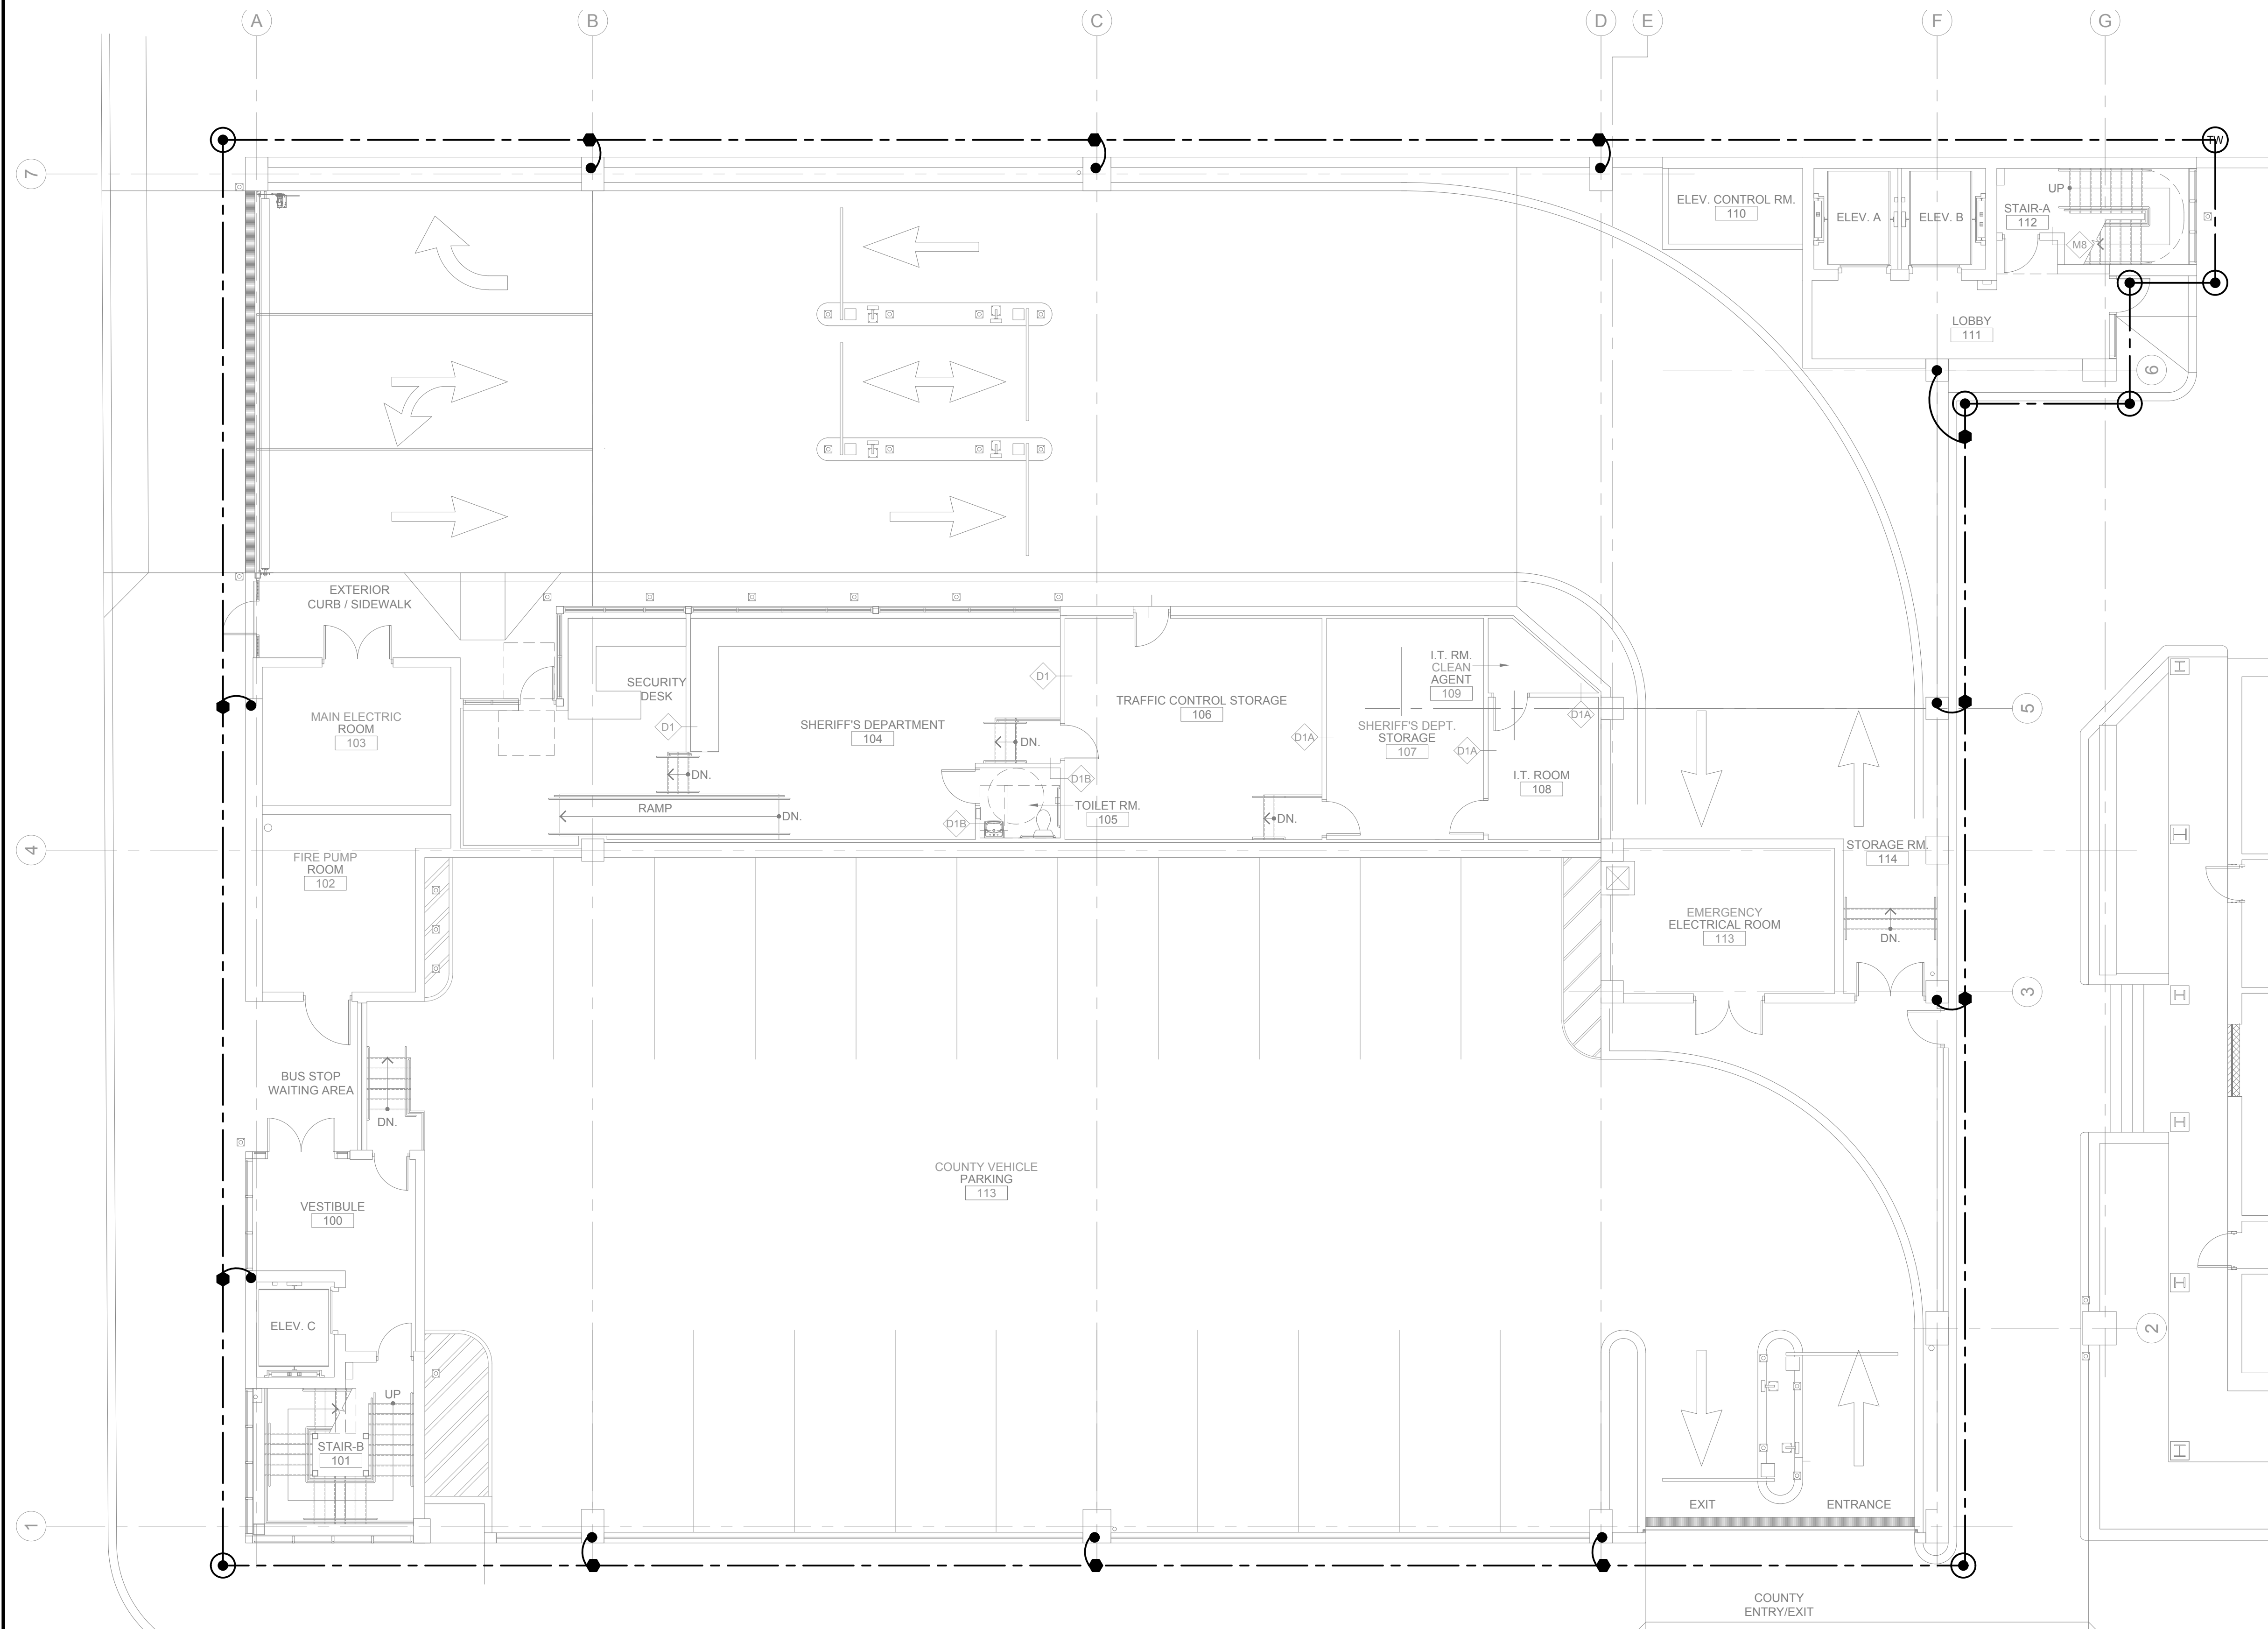 A
B
C
D
E
F
G
7
TW
ELEV. CONTROL RM.
110
ELEV. A
ELEV. B
UP
STAIR-A
112
M8
LOBBY
111
6
EXTERIOR
CURB / SIDEWALK
MAIN ELECTRIC
ROOM
103
SECURITY
DESK
D1
SHERIFF'S DEPARTMENT
104
D1
DN.
DN.
RAMP
DN.
D1B
D1B
TOILET RM.
105
TRAFFIC CONTROL STORAGE
106
D1A
DN.
SHERIFF'S DEPT.
STORAGE
107
D1A
I.T. RM.
CLEAN
AGENT
109
D1A
I.T. ROOM
108
5
4
FIRE PUMP
ROOM
102
STORAGE RM.
114
EMERGENCY
ELECTRICAL ROOM
113
DN.
3
BUS STOP
WAITING AREA
DN.
COUNTY VEHICLE
PARKING
113
VESTIBULE
100
ELEV. C
2
UP
STAIR-B
101
EXIT
ENTRANCE
1
COUNTY
ENTRY/EXIT